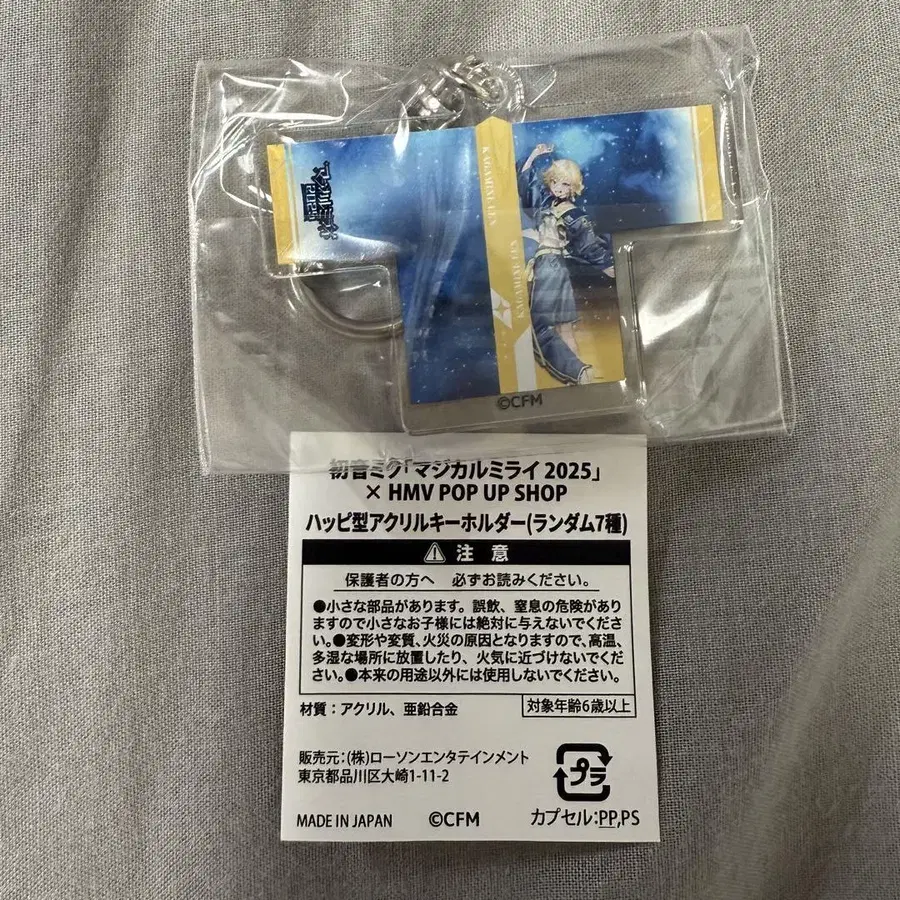 KAGAMINE LEN
KAGAMINE LEN
©CFM
初音ミク「マジカルミライ 2025」
× HMV POP UP SHOP
ハッピ型アクリルキーホルダー(ランダム7種)
注 意
保護者の方へ 必ずお読みください。
●小さな部品があります。誤飲、窒息の危険があり
ますので小さなお子様には絶対に与えないでくださ
い。●変形や変質、火災の原因となりますので、高温、
多湿な場所に放置したり、火気に近づけないでくだ
さい。●本来の用途以外には使用しないでください。
材質：アクリル、亜鉛合金
対象年齢6歳以上
販売元：(株)ローソンエンタテインメント
東京都品川区大崎1-11-2
プラ
MADE IN JAPAN
©CFM
カプセル：PP,PS